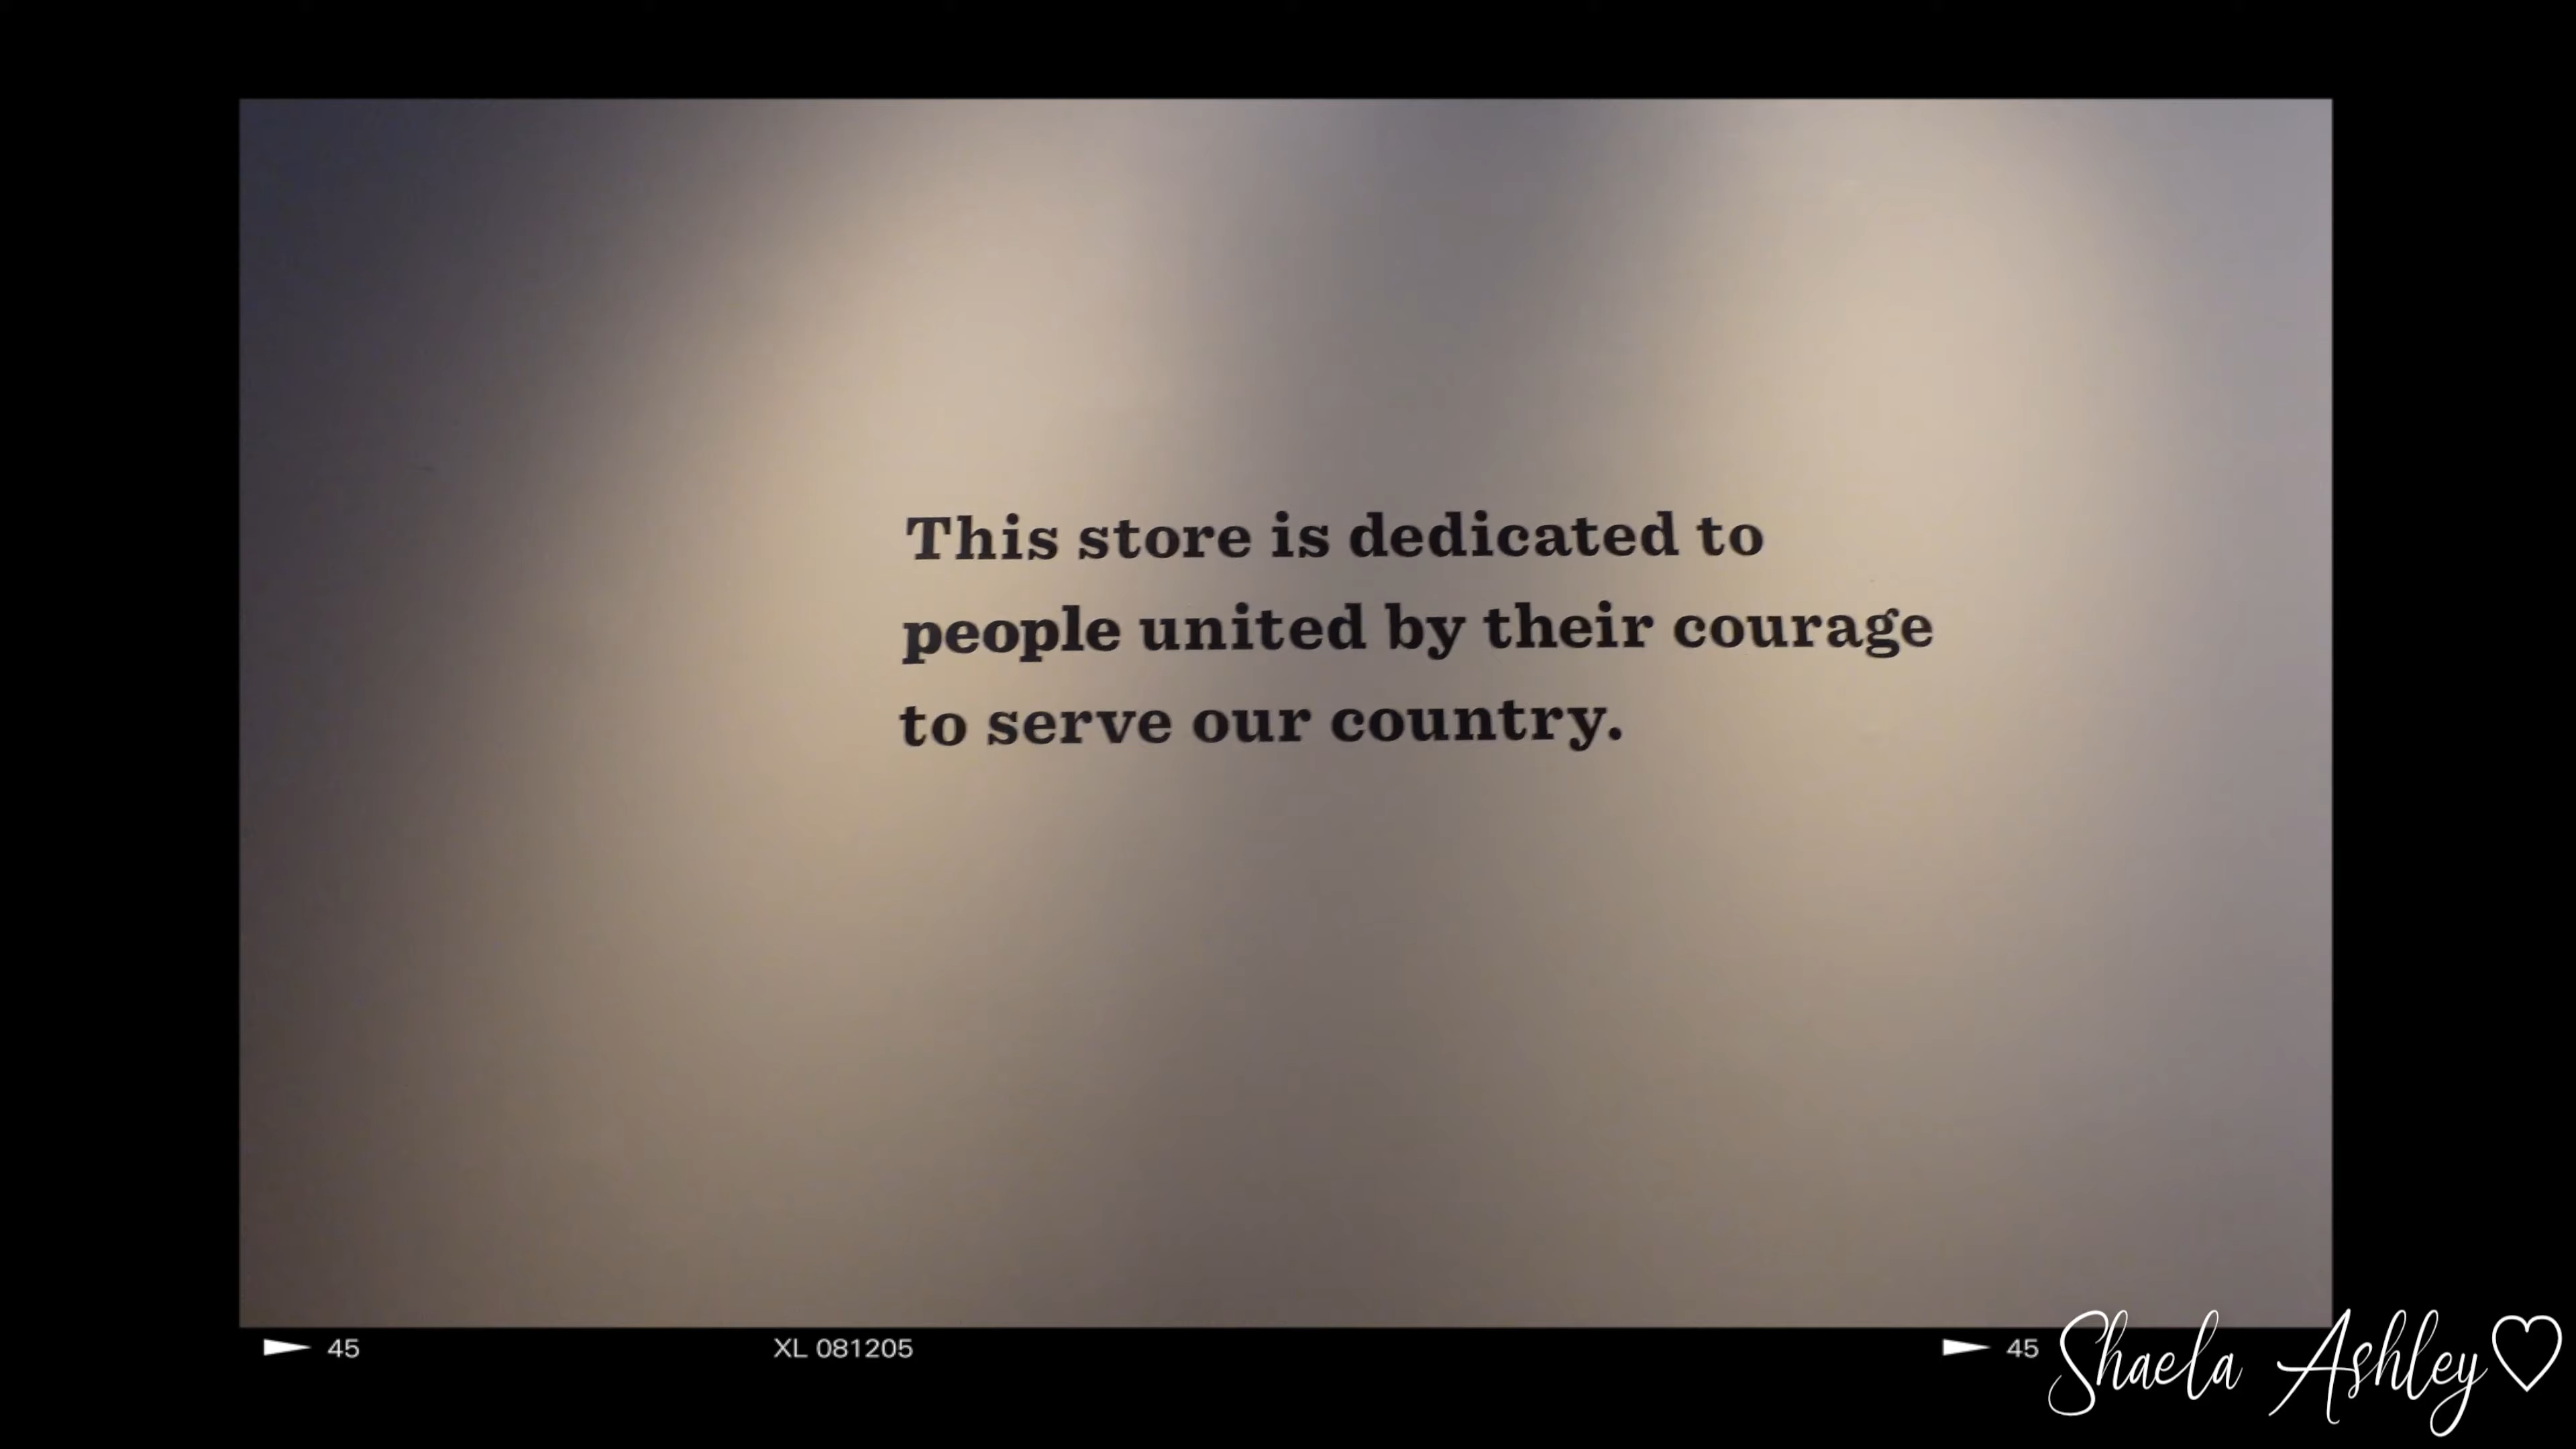 This store is dedicated to
people united by their courage
to serve our country.
45
XL 081205
45
Shaela Ashley